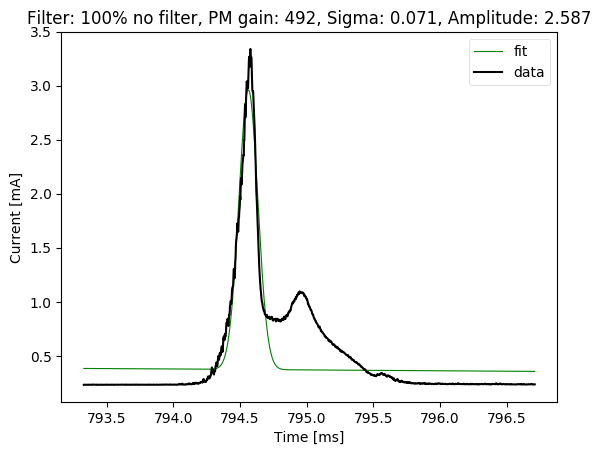 Filter: 100% no filter, PM gain: 492, Sigma: 0.071, Amplitude: 2.587
fit
data
3.5
3.0
2.5
2.0
1.5
1.0
0.5
Current [mA]
793.5 794.0 794.5 795.0 795.5 796.0 796.5
Time [ms]